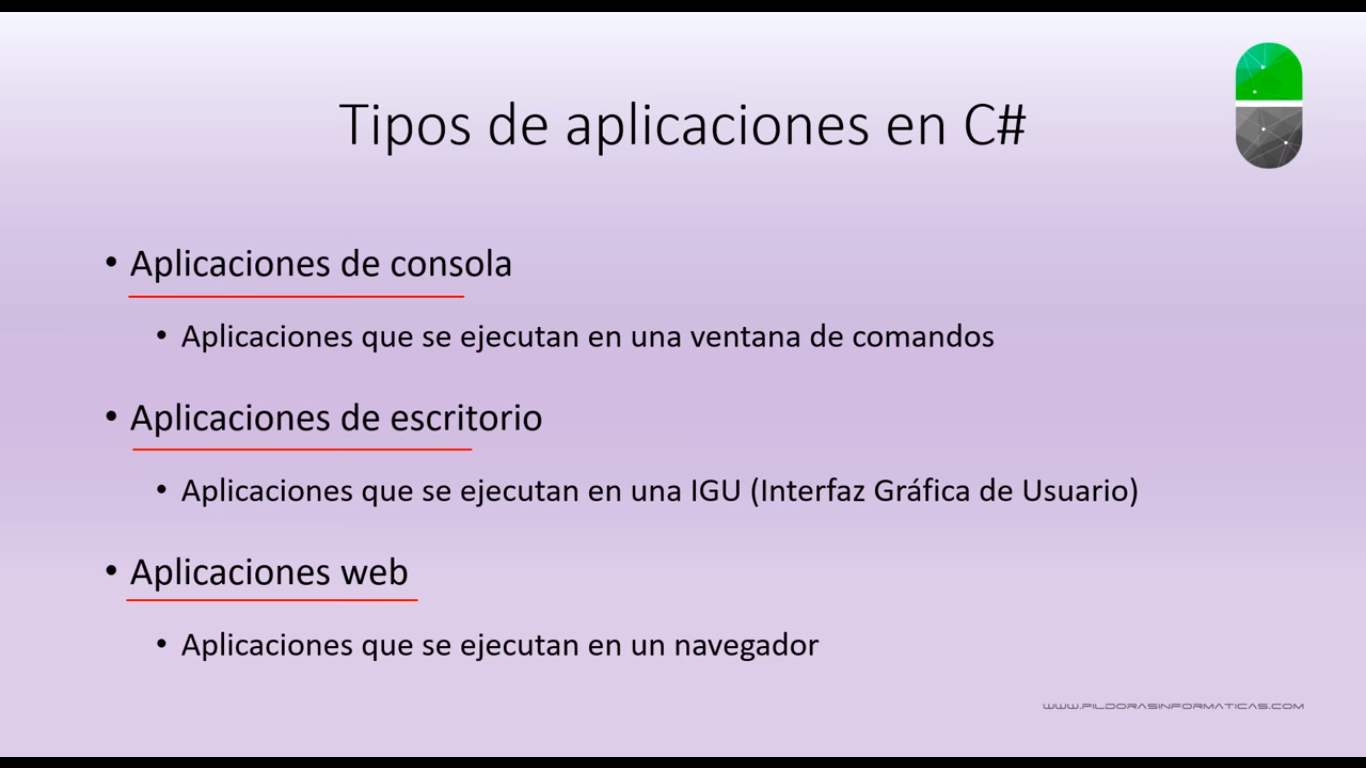 Tipos de aplicaciones en C#
• Aplicaciones de consola
• Aplicaciones que se ejecutan en una ventana de comandos
• Aplicaciones de escritorio
• Aplicaciones que se ejecutan en una IGU (Interfaz Gráfica de Usuario)
• Aplicaciones web
• Aplicaciones que se ejecutan en un navegador
WWW.PILDORASINFORMATICAS.COM